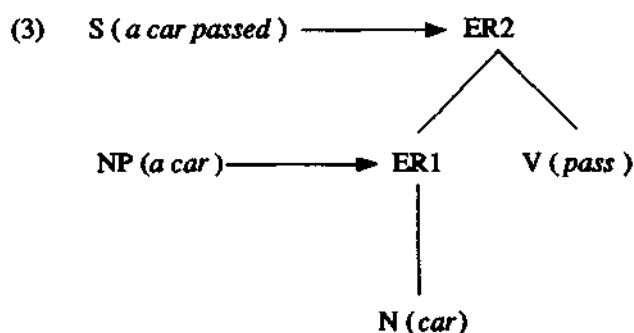 (3) S (a car passed) ER2
NP (a car) ER1 V (pass)
N (car)